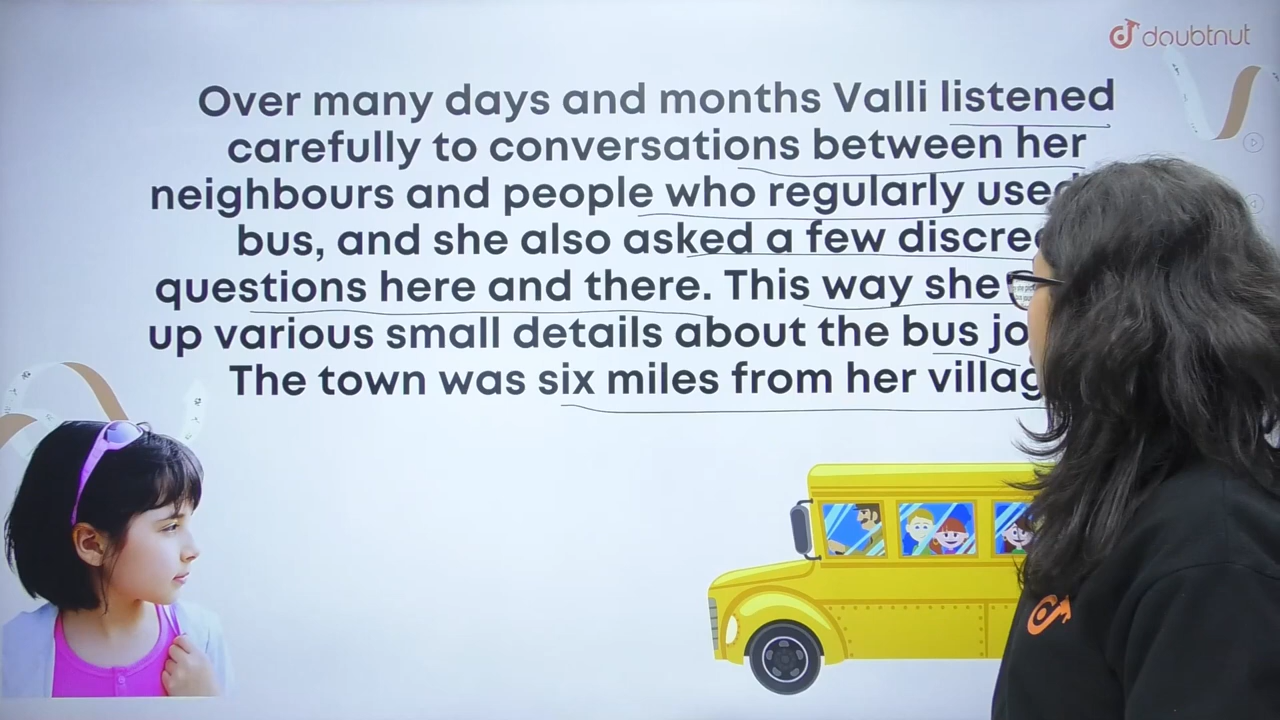 doubtnut
Over many days and months Valli listened
carefully to conversations between her
neighbours and people who regularly
bus, and she also asked a few
questions here and there. This way she
up various small details about the bus
The town was six miles from her